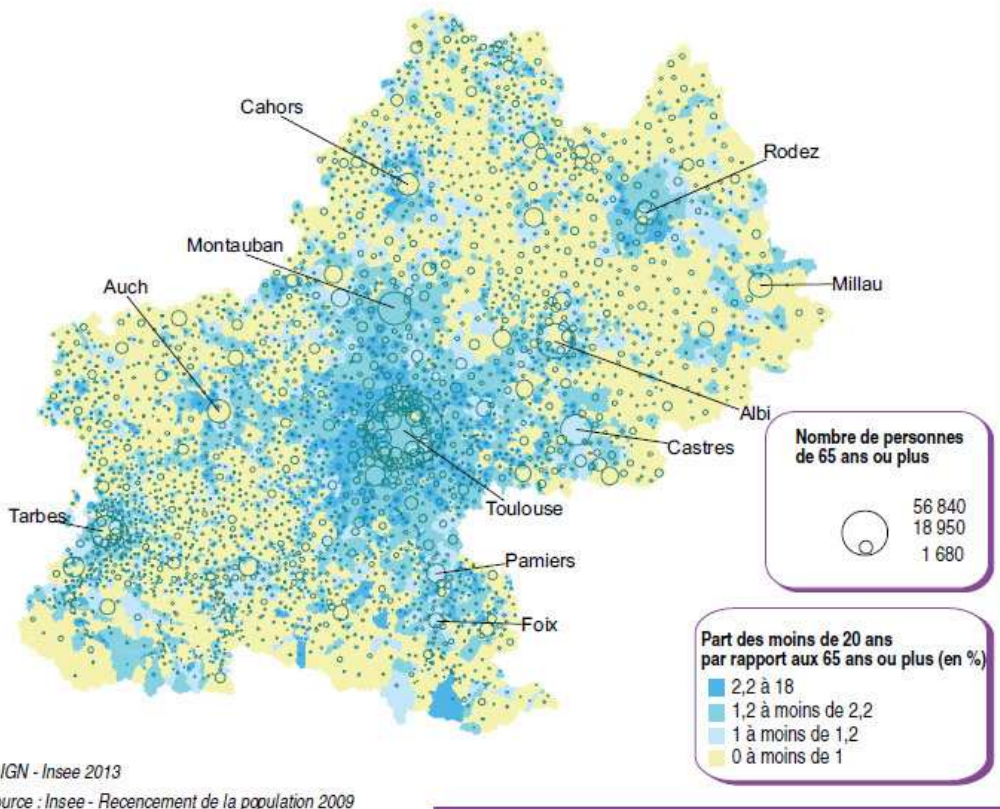 Cahors
Rodez
Montauban
Auch
Millau
Albi
Castres
Toulouse
Tarbes
Pamiers
Foix
Nombre de personnes
de 65 ans ou plus
56 840
18 950
1 680
Part des moins de 20 ans
par rapport aux 65 ans ou plus (en %)
2,2 à 18
1,2 à moins de 2,2
1 à moins de 1,2
0 à moins de 1
IGN - Insee 2013
: Insee - Recencement de la population 2009